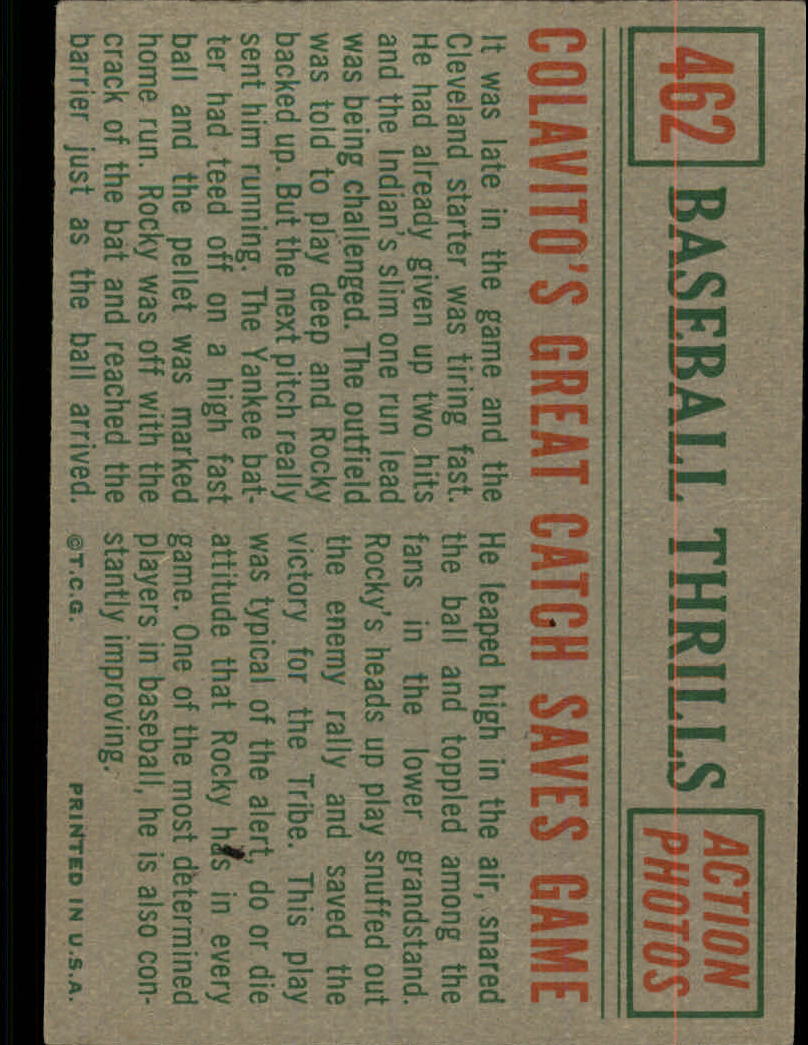 462 BASEBALL THRILLS ACTION PHOTOS
COLAVITO'S GREAT CATCH SAVES GAME
It was late in the game and the
Cleveland starter was tiring fast.
He had already given up two hits
and the Indian's slim one run lead
was being challenged. The outfield
was told to play deep and Rocky
backed up. But the next pitch really
sent him running. The Yankee bat-
ter had teed off on a high fast
ball and the pellet was marked
home run. Rocky was off with the
crack of the bat and reached the
barrier just as the ball arrived.
He leaped high in the air, snared
the ball and toppled among the
fans in the lower grandstand.
Rocky's heads up play snuffed out
the enemy rally and saved the
victory for the Tribe. This play
was typical of the alert, do or die
attitude that Rocky has in every
game. One of the most determined
players in baseball, he is also con-
stantly improving.
©T.C.G. PRINTED IN U.S.A.